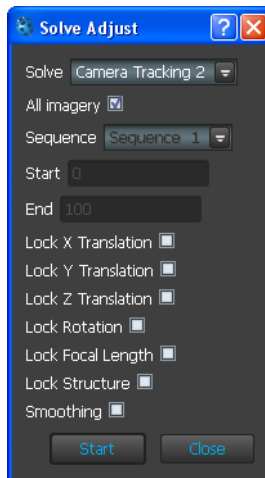 Solve Adjust
Solve Camera Tracking 2
All imagery
Sequence Sequence 1
Start 0
End 100
Lock X Translation
Lock Y Translation
Lock Z Translation
Lock Rotation
Lock Focal Length
Lock Structure
Smoothing
Start Close